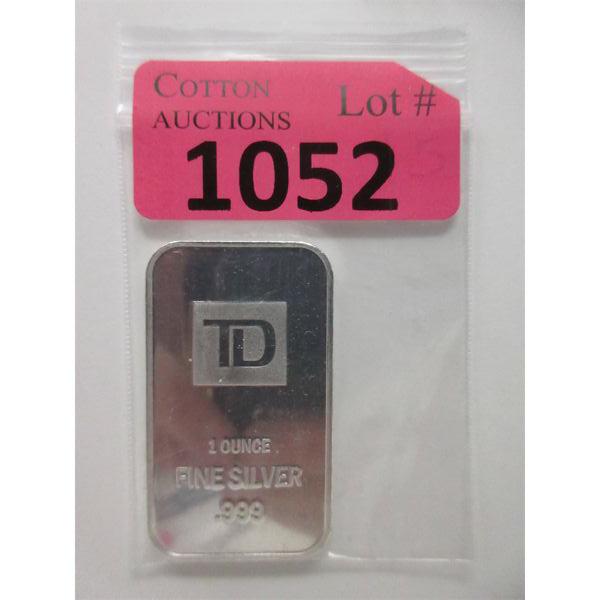 COTTON Lot #
AUCTIONS
1052
TD
1 OUNCE
FINE SILVER
.999